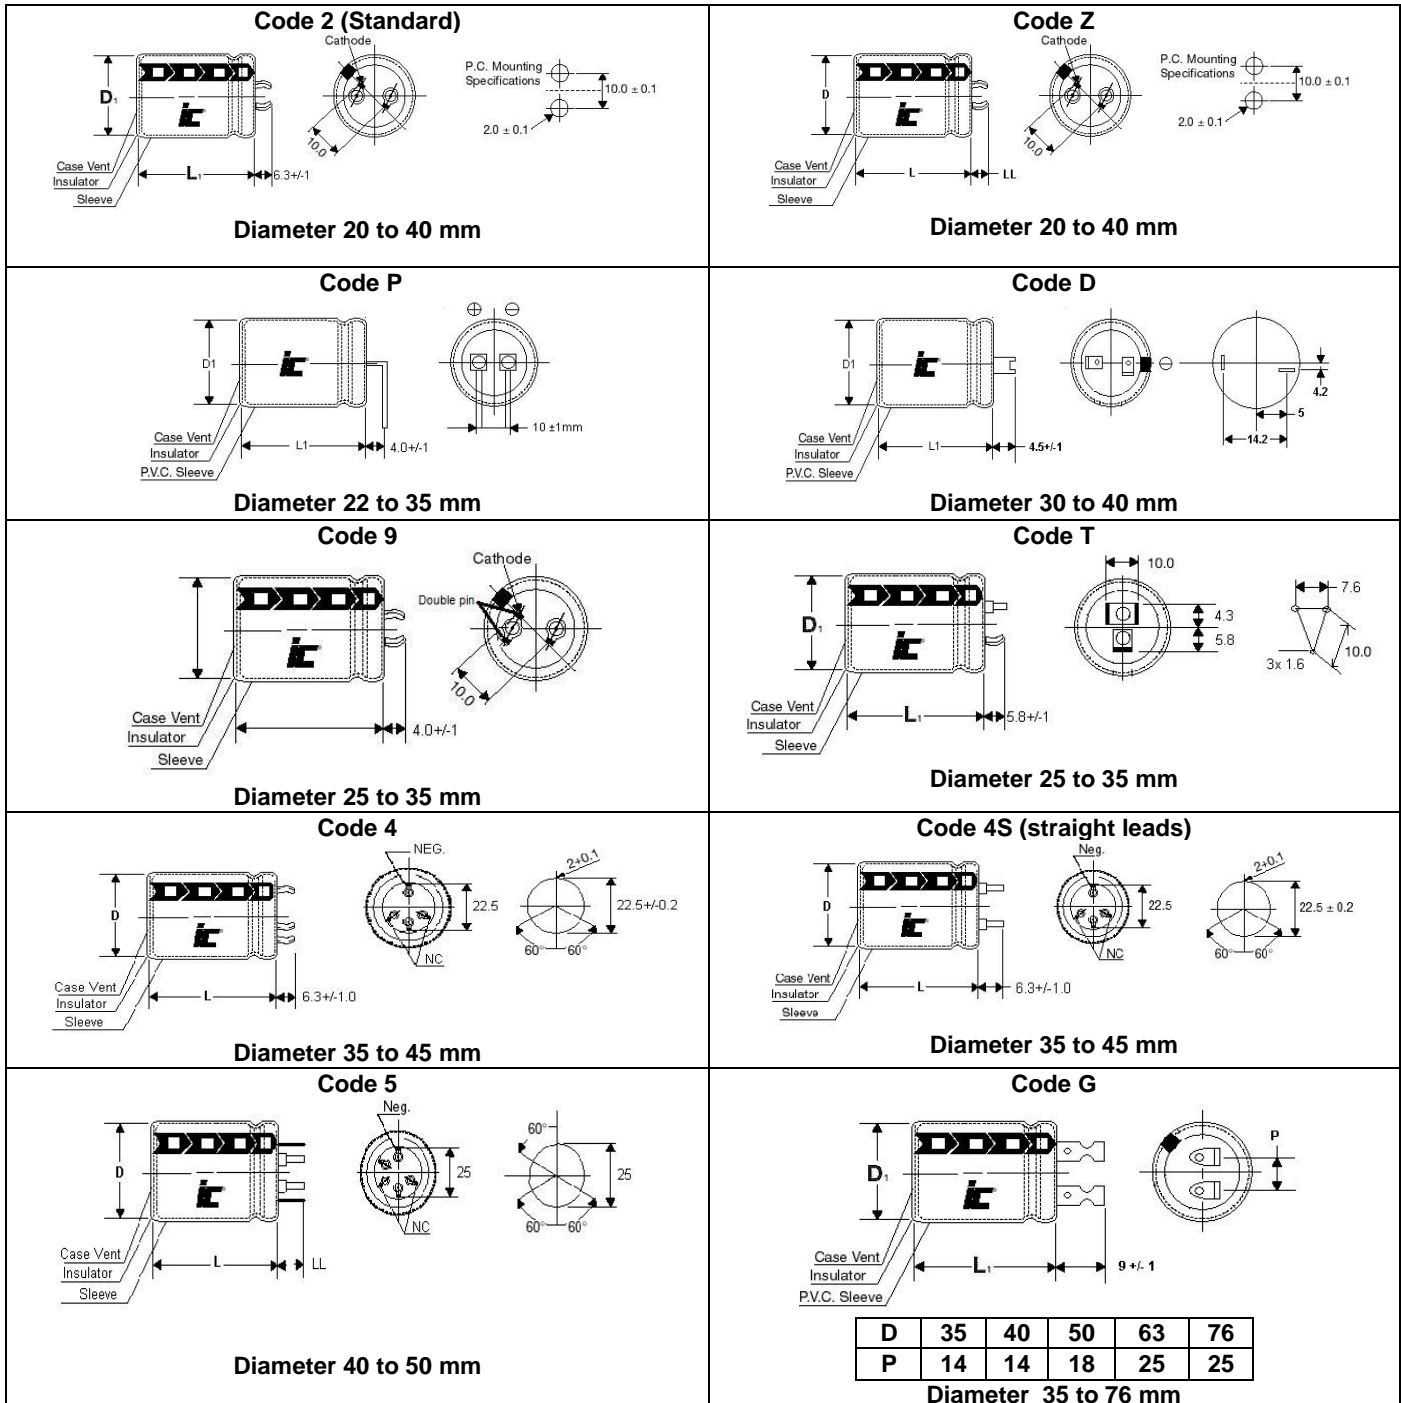 Code 2 (Standard)
Cathode
P.C. Mounting
Specifications
10.0 ± 0.1
2.0 ± 0.1
D1
ic
10.0
Case Vent
Insulator
Sleeve
L1
6.3+/-1
Diameter 20 to 40 mm
Code Z
Cathode
P.C. Mounting
Specifications
10.0 ± 0.1
2.0 ± 0.1
D
ic
10.0
Case Vent
Insulator
Sleeve
L
LL
Diameter 20 to 40 mm
Code P
D1
ic
10 ±1mm
Case Vent
Insulator
P.V.C. Sleeve
L1
4.0+/-1
Diameter 22 to 35 mm
Code D
D1
ic
4.2
5
14.2
Case Vent
Insulator
P.V.C. Sleeve
L1
4.5+/-1
Diameter 30 to 40 mm
Code 9
Cathode
Double pin
ic
10.0
Case Vent
Insulator
Sleeve
4.0+/-1
Diameter 25 to 35 mm
Code T
10.0
7.6
4.3
5.8
10.0
3x 1.6
D1
ic
Case Vent
Insulator
Sleeve
L1
5.8+/-1
Diameter 25 to 35 mm
Code 4
NEG.
2+0.1
D
22.5
22.5+/-0.2
ic
60° 60°
NC
Case Vent
Insulator
Sleeve
L
6.3+/-1.0
Diameter 35 to 45 mm
Code 4S (straight leads)
Neg.
2+0.1
D
22.5
22.5 ± 0.2
ic
60° 60°
NC
Case Vent
Insulator
Sleeve
L
6.3+/-1.0
Diameter 35 to 45 mm
Code 5
Neg.
60°
D
25
25
ic
NC
60° 60°
Case Vent
Insulator
Sleeve
L
LL
Diameter 40 to 50 mm
Code G
P
D1
ic
Case Vent
Insulator
P.V.C. Sleeve
L1
9 +/- 1
D 35 40 50 63 76
P 14 14 18 25 25
Diameter 35 to 76 mm